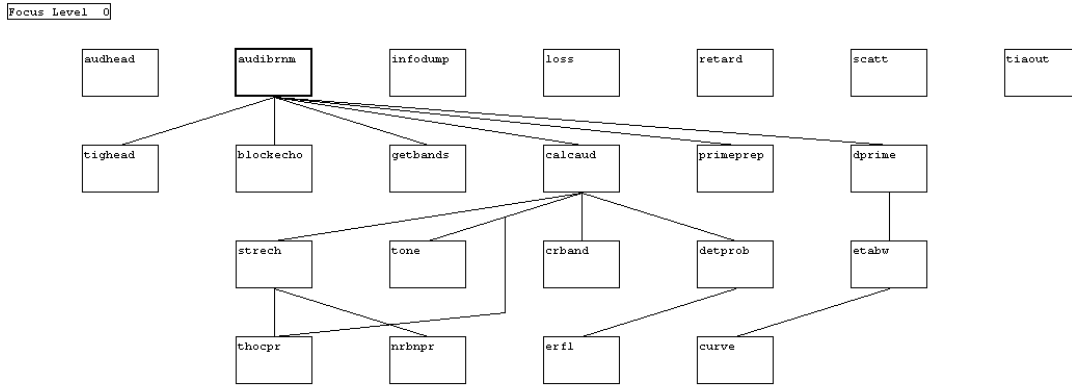 Focus Level 0
audhead audibrnm infodump loss retard scatt tiaout
tighead blockecho getbands calcaud primeprep dprime
strech tone crband detprob etabw
thocpr nrbnpr erfl curve